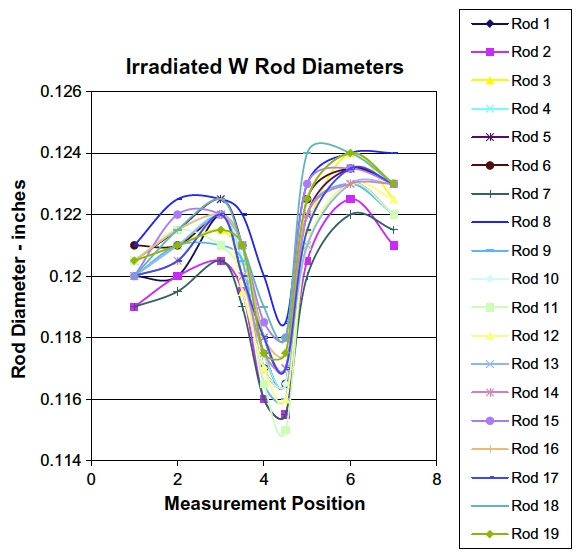 Irradiated W Rod Diameters
Rod Diameter - inches
0.126
0.124
0.122
0.12
0.118
0.116
0.114
0
2
4
6
8
Measurement Position
Rod 1
Rod 2
Rod 3
Rod 4
Rod 5
Rod 6
Rod 7
Rod 8
Rod 9
Rod 10
Rod 11
Rod 12
Rod 13
Rod 14
Rod 15
Rod 16
Rod 17
Rod 18
Rod 19